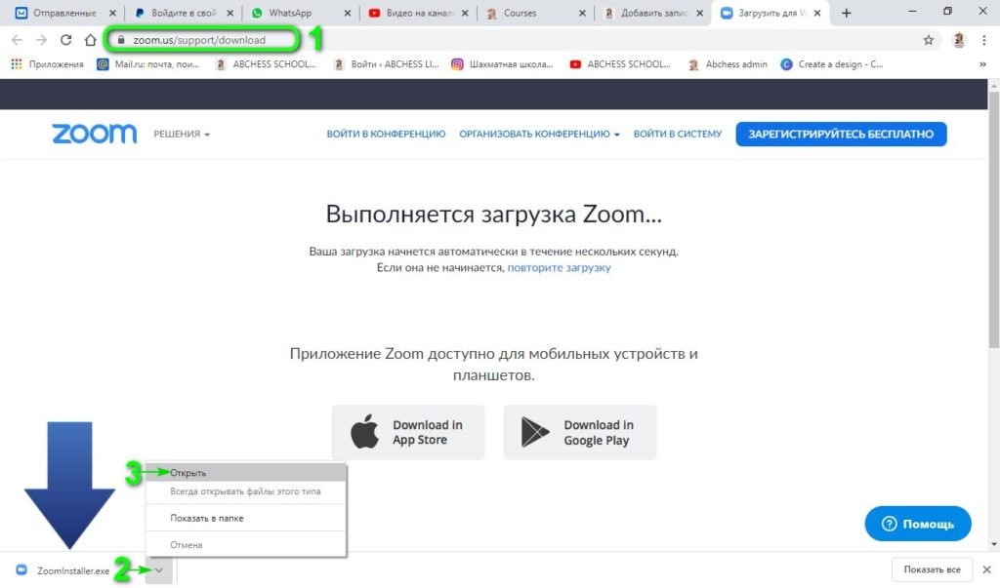 Отправленные -
Войдите в свой
WhatsApp
Видео на канале
Courses
Добавить запис
Загрузить для W
zoom.us/support/download
1
Приложения
Mail.ru: почта, пои...
ABCHESS SCHOOL...
Войти ‹ ABCHESS LI...
Шахматная школа...
ABCHESS SCHOOL...
Abchess admin
Create a design - C...
»
zoom
РЕШЕНИЯ
ВОЙТИ В КОНФЕРЕНЦИЮ
ОРГАНИЗОВАТЬ КОНФЕРЕНЦИЮ
ВОЙТИ В СИСТЕМУ
ЗАРЕГИСТРИРУЙТЕСЬ БЕСПЛАТНО
Выполняется загрузка Zoom...
Ваша загрузка начнется автоматически в течение нескольких секунд.
Если она не начинается, повторите загрузку
Приложение Zoom доступно для мобильных устройств и
планшетов.
Download in
App Store
Download in
Google Play
3
Открыть
Всегда открывать файлы этого типа
Показать в папке
Отмена
Помощь
ZoomInstaller.exe
2
Показать все